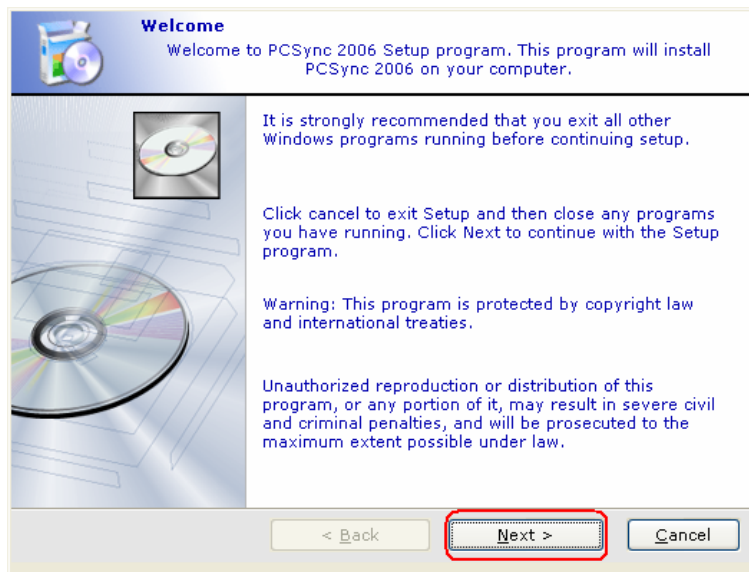 Welcome
Welcome to PCSync 2006 Setup program. This program will install
PCSync 2006 on your computer.
It is strongly recommended that you exit all other
Windows programs running before continuing setup.
Click cancel to exit Setup and then close any programs
you have running. Click Next to continue with the Setup
program.
Warning: This program is protected by copyright law
and international treaties.
Unauthorized reproduction or distribution of this
program, or any portion of it, may result in severe civil
and criminal penalties, and will be prosecuted to the
maximum extent possible under law.
< Back
Next >
Cancel